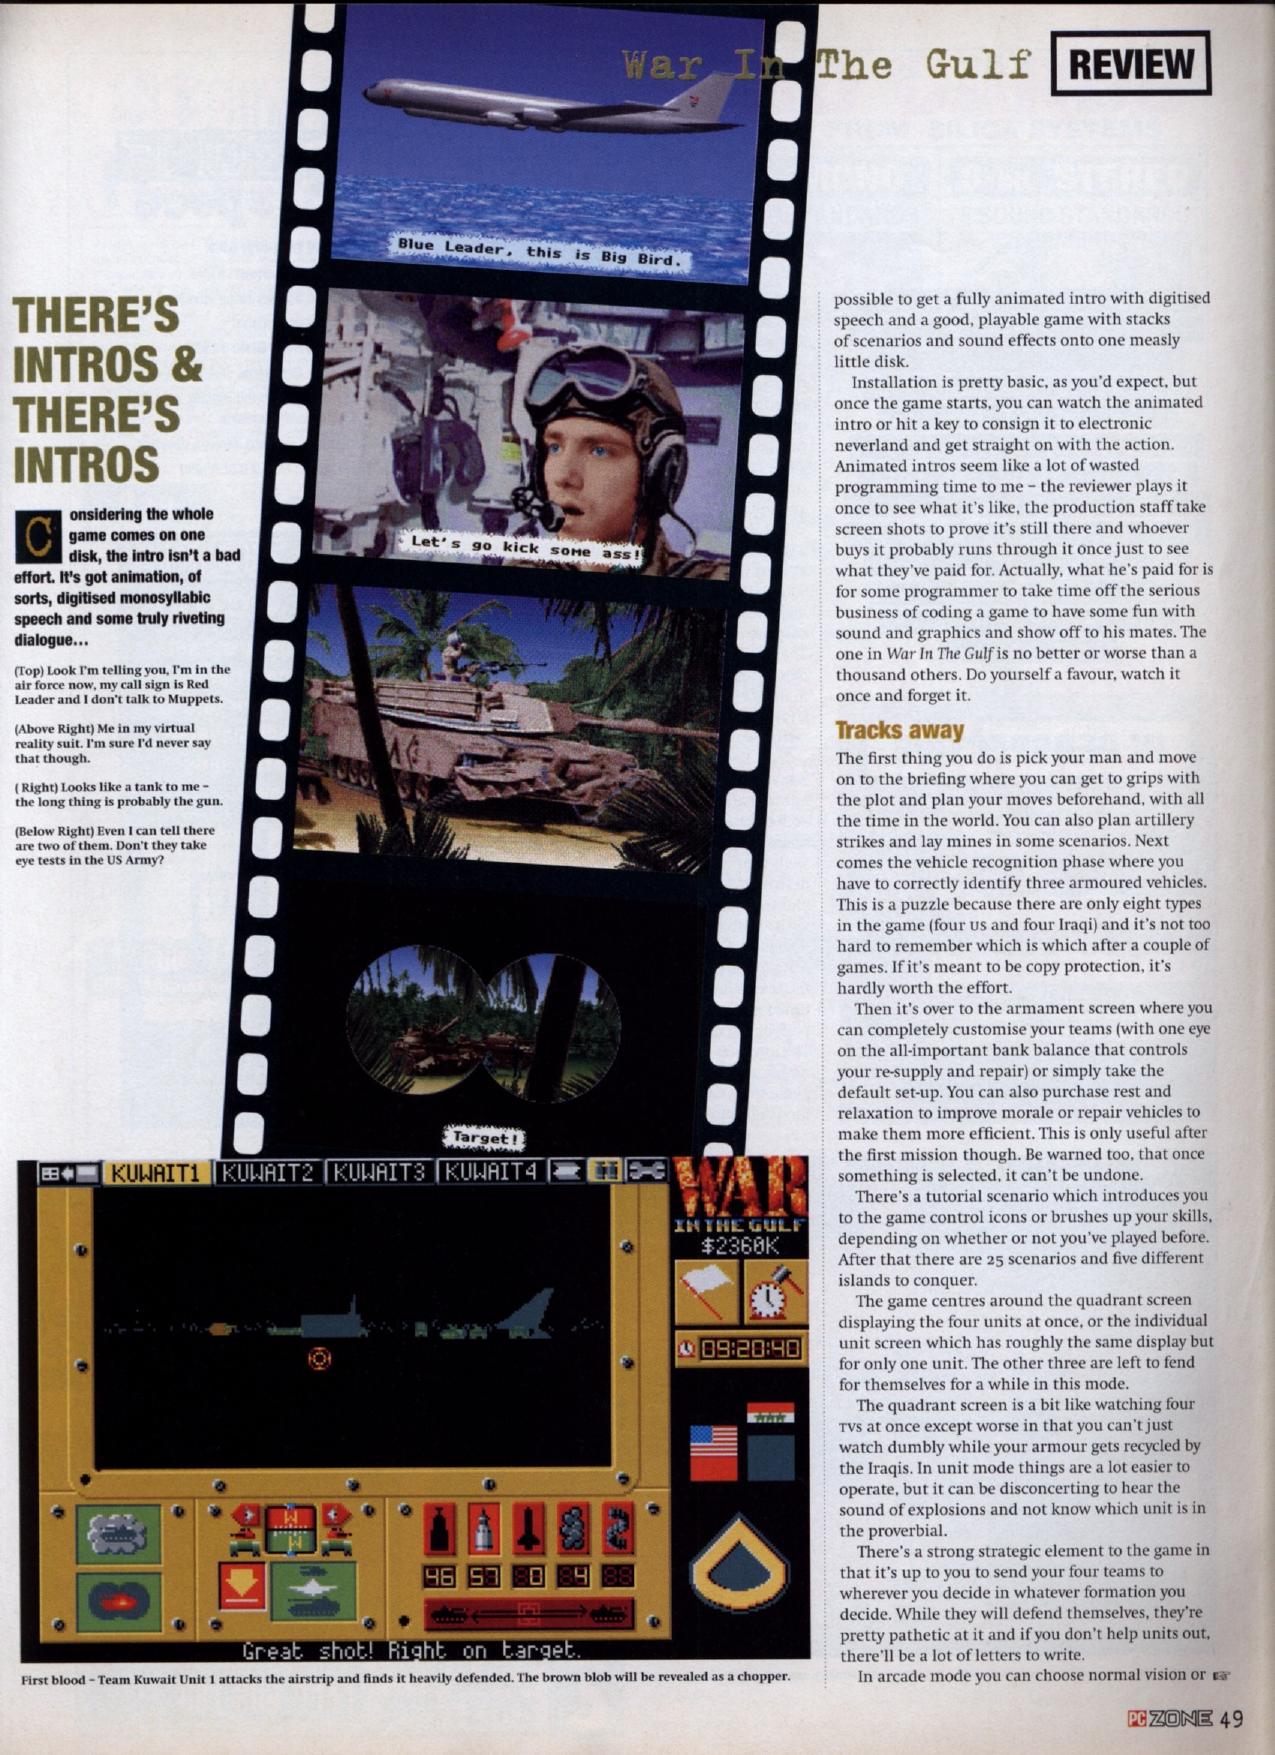 War In The Gulf REVIEW
Blue Leader, this is Big Bird.
Let's go kick some ass!
Target!
THERE'S
INTROS &
THERE'S
INTROS
Considering the whole
game comes on one
disk, the intro isn't a bad
effort. It's got animation, of
sorts, digitised monosyllabic
speech and some truly riveting
dialogue...
(Top) Look I'm telling you, I'm in the
air force now, my call sign is Red
Leader and I don't talk to Muppets.
(Above Right) Me in my virtual
reality suit. I'm sure I'd never say
that though.
( Right) Looks like a tank to me –
the long thing is probably the gun.
(Below Right) Even I can tell there
are two of them. Don't they take
eye tests in the US Army?
KUWAIT1 KUWAIT2 KUWAIT3 KUWAIT4
WAR
IN THE GULF
$2360K
09:20:40
46 57 0 4
Great shot! Right on target.
First blood – Team Kuwait Unit 1 attacks the airstrip and finds it heavily defended. The brown blob will be revealed as a chopper.
possible to get a fully animated intro with digitised
speech and a good, playable game with stacks
of scenarios and sound effects onto one measly
little disk.
Installation is pretty basic, as you'd expect, but
once the game starts, you can watch the animated
intro or hit a key to consign it to electronic
neverland and get straight on with the action.
Animated intros seem like a lot of wasted
programming time to me – the reviewer plays it
once to see what it's like, the production staff take
screen shots to prove it's still there and whoever
buys it probably runs through it once just to see
what they've paid for. Actually, what he's paid for is
for some programmer to take time off the serious
business of coding a game to have some fun with
sound and graphics and show off to his mates. The
one in War In The Gulf is no better or worse than a
thousand others. Do yourself a favour, watch it
once and forget it.
Tracks away
The first thing you do is pick your man and move
on to the briefing where you can get to grips with
the plot and plan your moves beforehand, with all
the time in the world. You can also plan artillery
strikes and lay mines in some scenarios. Next
comes the vehicle recognition phase where you
have to correctly identify three armoured vehicles.
This is a puzzle because there are only eight types
in the game (four US and four Iraqi) and it's not too
hard to remember which is which after a couple of
games. If it's meant to be copy protection, it's
hardly worth the effort.
Then it's over to the armament screen where you
can completely customise your teams (with one eye
on the all-important bank balance that controls
your re-supply and repair) or simply take the
default set-up. You can also purchase rest and
relaxation to improve morale or repair vehicles to
make them more efficient. This is only useful after
the first mission though. Be warned too, that once
something is selected, it can't be undone.
There's a tutorial scenario which introduces you
to the game control icons or brushes up your skills,
depending on whether or not you've played before.
After that there are 25 scenarios and five different
islands to conquer.
The game centres around the quadrant screen
displaying the four units at once, or the individual
unit screen which has roughly the same display but
for only one unit. The other three are left to fend
for themselves for a while in this mode.
The quadrant screen is a bit like watching four
TVs at once except worse in that you can't just
watch dumbly while your armour gets recycled by
the Iraqis. In unit mode things are a lot easier to
operate, but it can be disconcerting to hear the
sound of explosions and not know which unit is in
the proverbial.
There's a strong strategic element to the game in
that it's up to you to send your four teams to
wherever you decide in whatever formation you
decide. While they will defend themselves, they're
pretty pathetic at it and if you don't help units out,
there'll be a lot of letters to write.
In arcade mode you can choose normal vision or ☞
PC ZONE 49